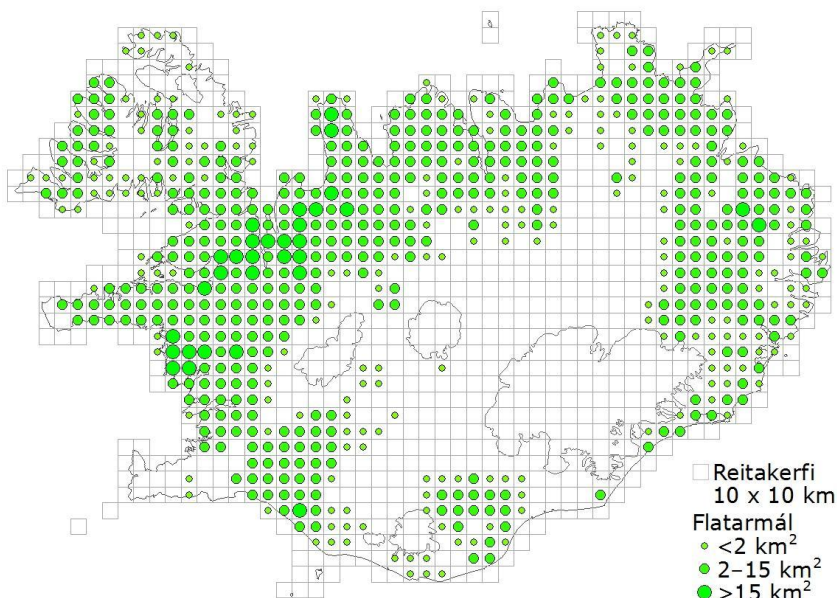 Reitakerfi
10 x 10 km
Flatarmál
<2 km²
2–15 km²
>15 km²